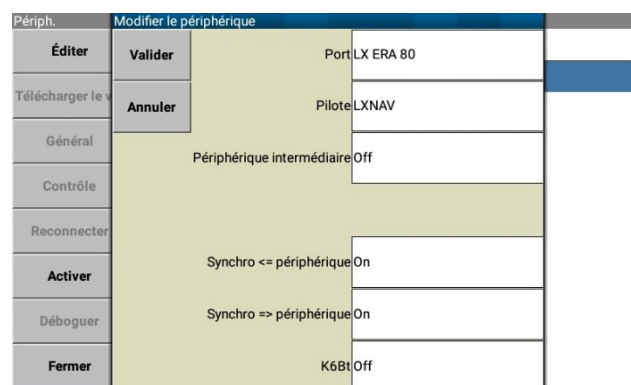 Périph.
Modifier le périphérique
Éditer
Télécharger le v
Général
Contrôle
Reconnecter
Activer
Déboguer
Fermer
Valider
Annuler
Port LX ERA 80
Pilote LXNAV
Périphérique intermédiaire Off
Synchro <= périphérique On
Synchro => périphérique On
K6Bt Off